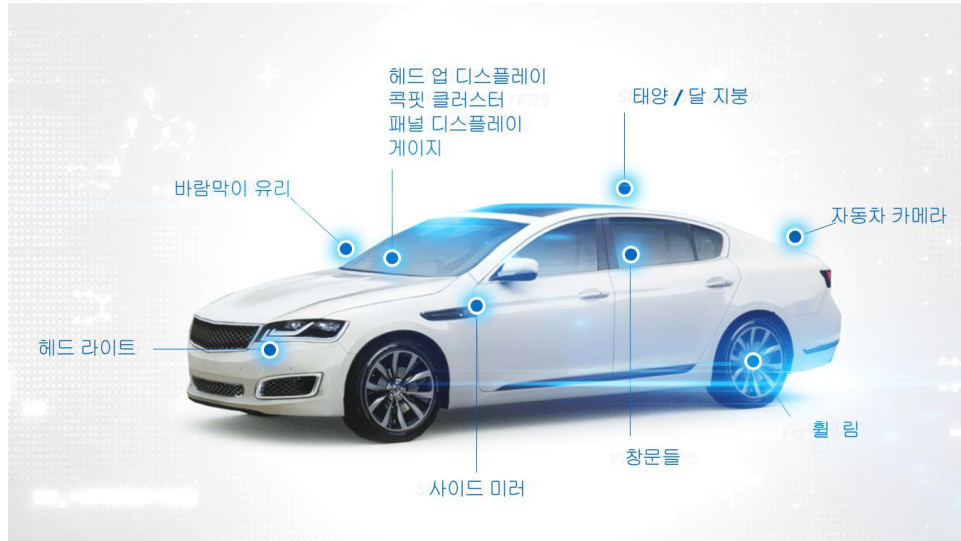 헤드 업 디스플레이
콕핏 클러스터
패널 디스플레이
게이지
태양 / 달 지붕
바람막이 유리
자동차 카메라
헤드 라이트
휠 림
창문들
사이드 미러